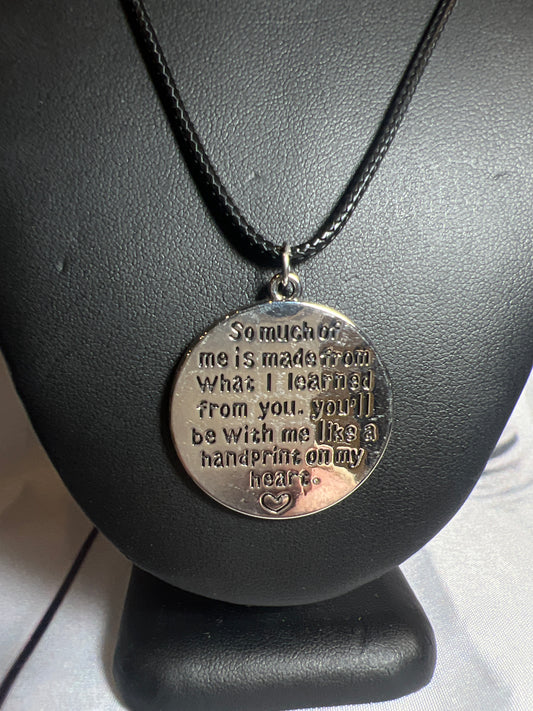 So much of
me is made from
What I learned
from you. you'll
be with me like a
handprint on my
heart.